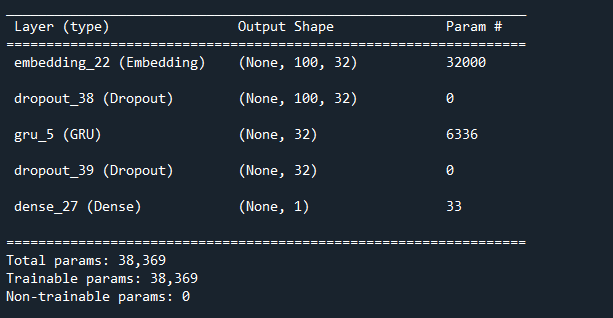 Layer (type) Output Shape Param #
=================================================================
embedding_22 (Embedding) (None, 100, 32) 32000
dropout_38 (Dropout) (None, 100, 32) 0
gru_5 (GRU) (None, 32) 6336
dropout_39 (Dropout) (None, 32) 0
dense_27 (Dense) (None, 1) 33
=================================================================
Total params: 38,369
Trainable params: 38,369
Non-trainable params: 0